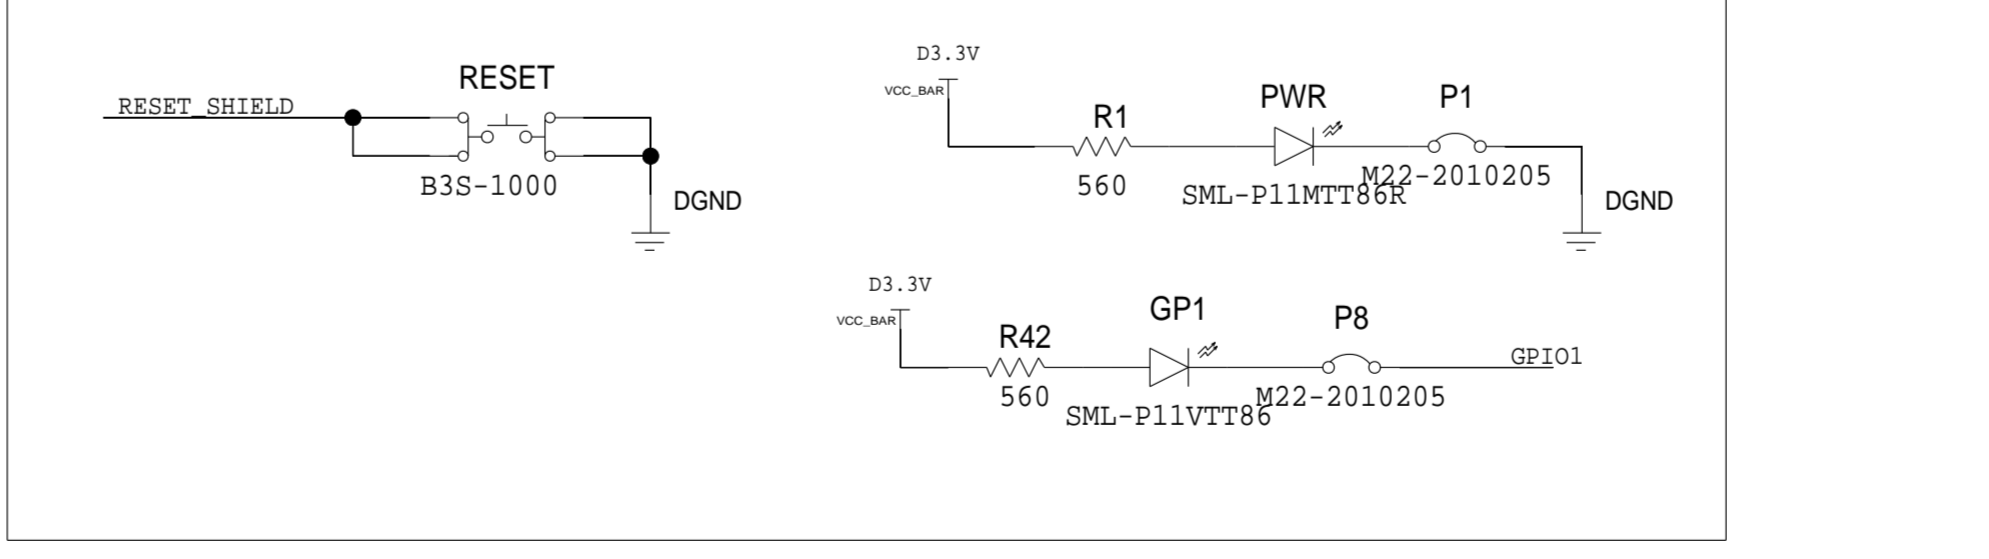 RESET
RESET_SHIELD
B3S-1000
DGND
D3.3V
VCC_BAR
R1
560
PWR
SML-P11MTT86R
P1
M22-2010205
DGND
D3.3V
VCC_BAR
R42
560
GP1
SML-P11VTT86
P8
M22-2010205
GPIO1